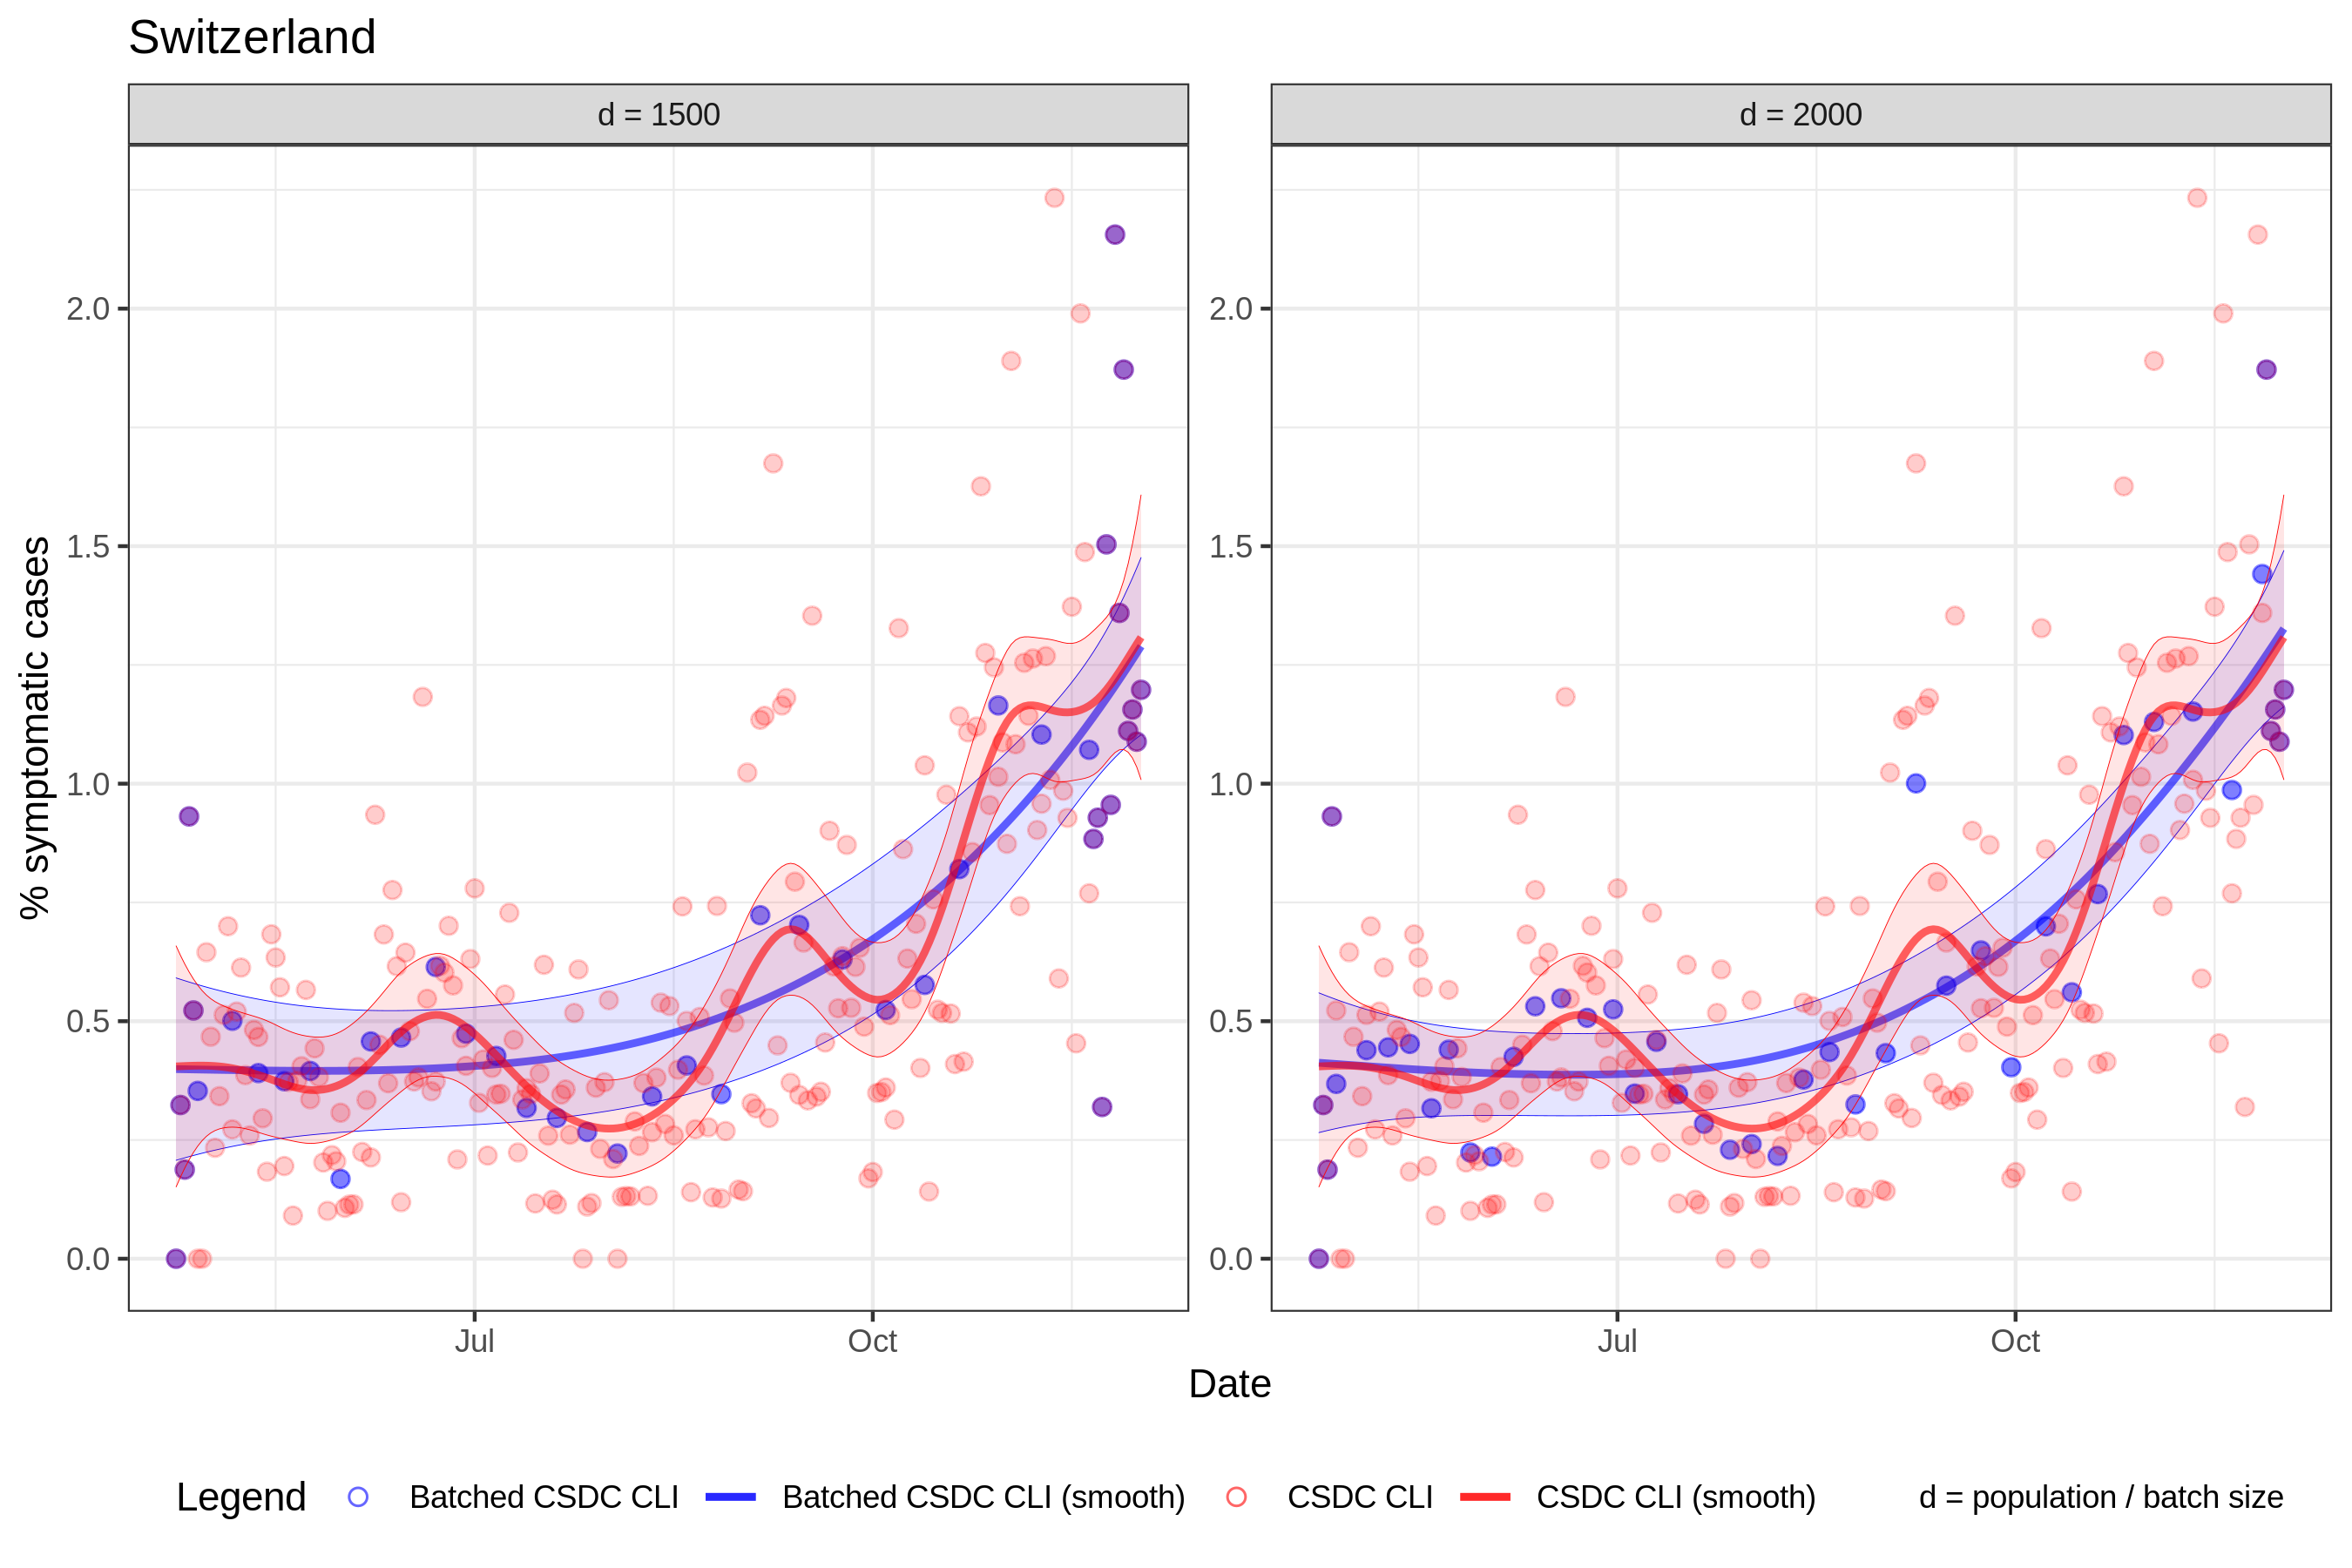 Switzerland
d = 1500
d = 2000
% symptomatic cases
2.0
1.5
1.0
0.5
0.0
2.0
1.5
1.0
0.5
0.0
Jul
Oct
Jul
Oct
Date
Legend
Batched CSDC CLI
Batched CSDC CLI (smooth)
CSDC CLI
CSDC CLI (smooth)
d = population / batch size